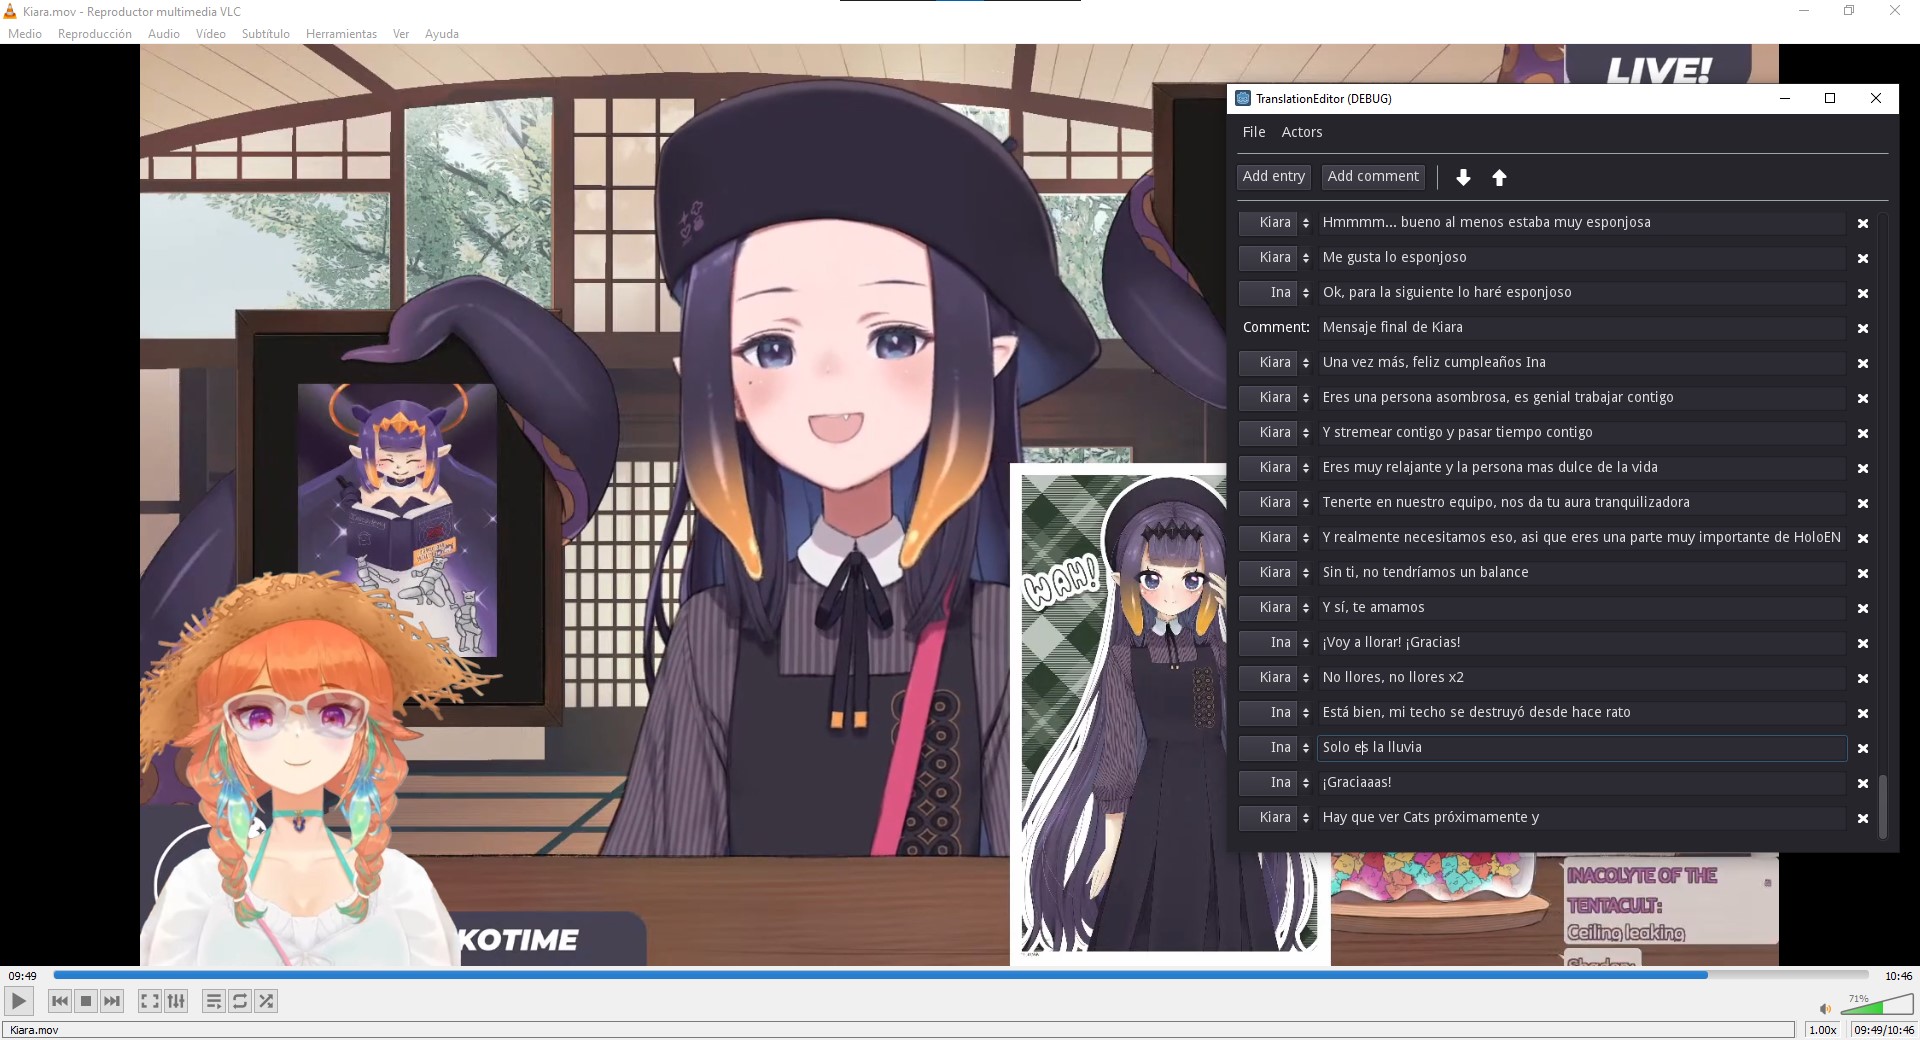 Kiara.mov - Reproductor multimedia VLC
Medio Reproducción Audio Vídeo Subtítulo Herramientas Ver Ayuda
LIVE!
TranslationEditor (DEBUG)
File Actors
Add entry Add comment
Kiara Hmmmm... bueno al menos estaba muy esponjosa
Kiara Me gusta lo esponjoso
Ina Ok, para la siguiente lo haré esponjoso
Comment: Mensaje final de Kiara
Kiara Una vez más, feliz cumpleaños Ina
Kiara Eres una persona asombrosa, es genial trabajar contigo
Kiara Y stremear contigo y pasar tiempo contigo
Kiara Eres muy relajante y la persona mas dulce de la vida
Kiara Tenerte en nuestro equipo, nos da tu aura tranquilizadora
Kiara Y realmente necesitamos eso, asi que eres una parte muy importante de HoloEN
Kiara Sin ti, no tendríamos un balance
Kiara Y sí, te amamos
Ina ¡Voy a llorar! ¡Gracias!
Kiara No llores, no llores x2
Ina Está bien, mi techo se destruyó desde hace rato
Ina Solo es la lluvia
Ina ¡Graciaaas!
Kiara Hay que ver Cats próximamente y
WAH!
KOTIME
INACOLYTE OF THE
TENTACULT:
Ceiling leaking
09:49 10:46
71%
Kiara.mov 1.00x 09:49/10:46